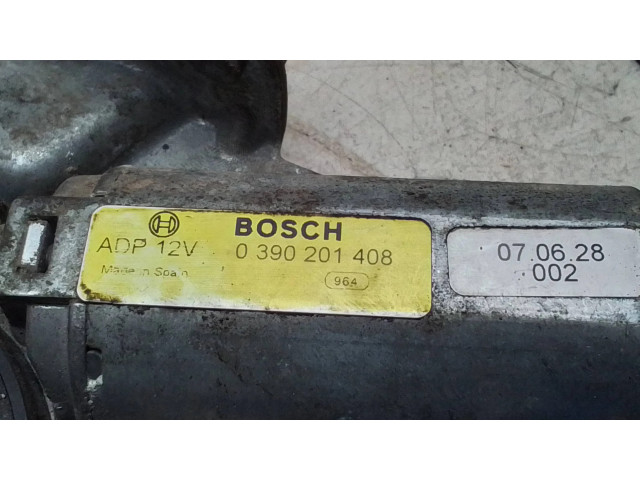 BOSCH
ADP 12V 0 390 201 408
Made in Spain
964
07.06.28
002